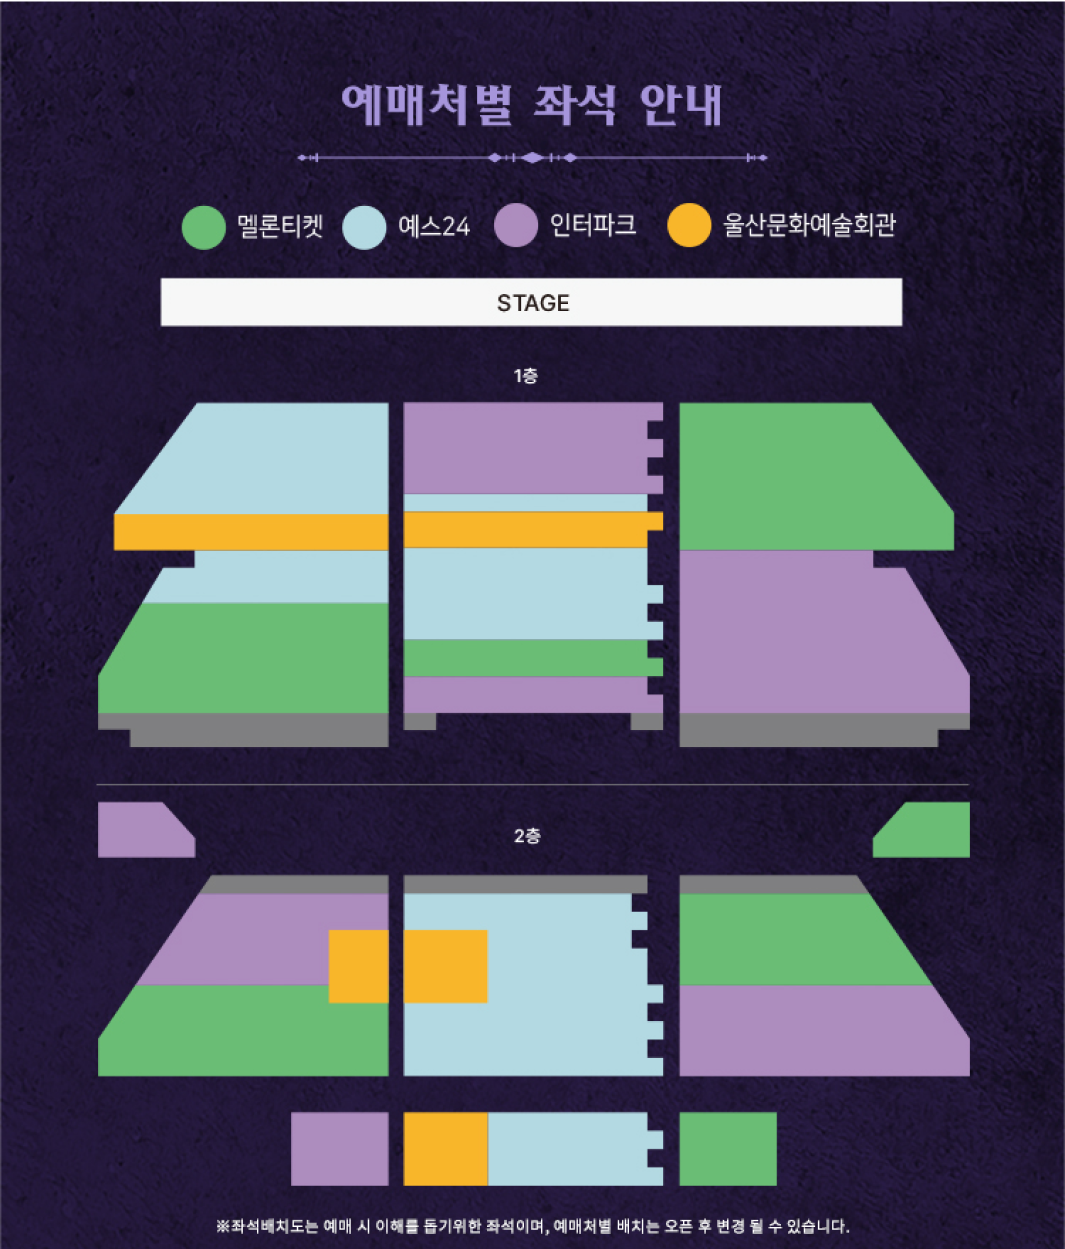 예매처별 좌석 안내
멜론티켓 예스24 인터파크 울산문화예술회관
STAGE
1층
2층
※좌석배치도는 예매 시 이해를 돕기위한 좌석이며, 예매처별 배치는 오픈 후 변경 될 수 있습니다.